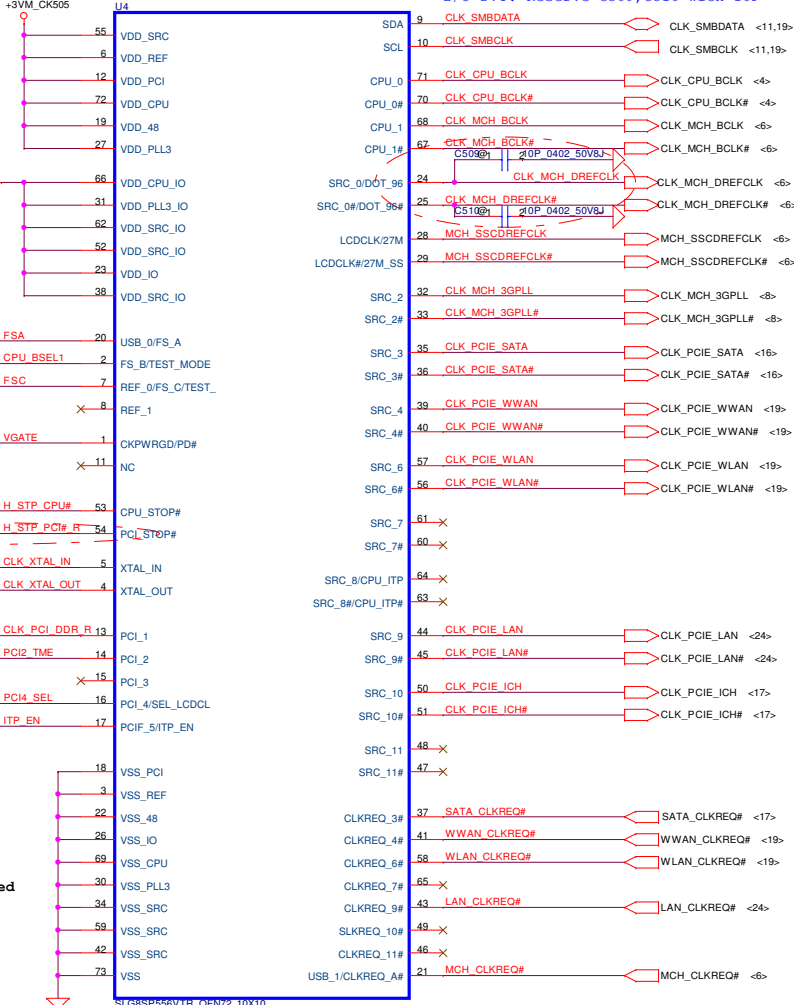 +3VM_CK505
U4
55 VDD_SRC
6 VDD_REF
12 VDD_PCI
72 VDD_CPU
19 VDD_48
27 VDD_PLL3
66 VDD_CPU_IO
31 VDD_PLL3_IO
62 VDD_SRC_IO
52 VDD_SRC_IO
23 VDD_IO
38 VDD_SRC_IO
FSA 20 USB_0/FS_A
CPU_BSEL1 2 FS_B/TEST_MODE
FSC 7 REF_0/FS_C/TEST_
8 REF_1
VGATE 1 CKPWRGD/PD#
11 NC
H_STP_CPU# 53 CPU_STOP#
H_STP_PCI#_R 54 PCI_STOP#
CLK_XTAL_IN 5 XTAL_IN
CLK_XTAL_OUT 4 XTAL_OUT
CLK_PCI_DDR_R 13 PCI_1
PCI2_TME 14 PCI_2
15 PCI_3
PCI4_SEL 16 PCI_4/SEL_LCDCL
ITP_EN 17 PCIF_5/ITP_EN
18 VSS_PCI
3 VSS_REF
22 VSS_48
26 VSS_IO
69 VSS_CPU
30 VSS_PLL3
ed
34 VSS_SRC
59 VSS_SRC
42 VSS_SRC
73 VSS
SLG8SP556VTR_QFN72_10X10
SDA 9 CLK_SMBDATA CLK_SMBDATA <11,19>
SCL 10 CLK_SMBCLK CLK_SMBCLK <11,19>
CPU_0 71 CLK_CPU_BCLK CLK_CPU_BCLK <4>
CPU_0# 70 CLK_CPU_BCLK# CLK_CPU_BCLK# <4>
CPU_1 68 CLK_MCH_BCLK CLK_MCH_BCLK <6>
CPU_1# 67 CLK_MCH_BCLK# CLK_MCH_BCLK# <6>
C509@1 2 10P_0402_50V8J
SRC_0/DOT_96 24 CLK_MCH_DREFCLK CLK_MCH_DREFCLK <6>
SRC_0#/DOT_96# 25 CLK_MCH_DREFCLK# CLK_MCH_DREFCLK# <6>
C510@1 2 10P_0402_50V8J
LCDCLK/27M 28 MCH_SSCDREFCLK MCH_SSCDREFCLK <6>
LCDCLK#/27M_SS 29 MCH_SSCDREFCLK# MCH_SSCDREFCLK# <6>
SRC_2 32 CLK_MCH_3GPLL CLK_MCH_3GPLL <8>
SRC_2# 33 CLK_MCH_3GPLL# CLK_MCH_3GPLL# <8>
SRC_3 35 CLK_PCIE_SATA CLK_PCIE_SATA <16>
SRC_3# 36 CLK_PCIE_SATA# CLK_PCIE_SATA# <16>
SRC_4 39 CLK_PCIE_WWAN CLK_PCIE_WWAN <19>
SRC_4# 40 CLK_PCIE_WWAN# CLK_PCIE_WWAN# <19>
SRC_6 57 CLK_PCIE_WLAN CLK_PCIE_WLAN <19>
SRC_6# 56 CLK_PCIE_WLAN# CLK_PCIE_WLAN# <19>
SRC_7 61
SRC_7# 60
SRC_8/CPU_ITP 64
SRC_8#/CPU_ITP# 63
SRC_9 44 CLK_PCIE_LAN CLK_PCIE_LAN <24>
SRC_9# 45 CLK_PCIE_LAN# CLK_PCIE_LAN# <24>
SRC_10 50 CLK_PCIE_ICH CLK_PCIE_ICH <17>
SRC_10# 51 CLK_PCIE_ICH# CLK_PCIE_ICH# <17>
SRC_11 48
SRC_11# 47
CLKREQ_3# 37 SATA_CLKREQ# SATA_CLKREQ# <17>
CLKREQ_4# 41 WWAN_CLKREQ# WWAN_CLKREQ# <19>
CLKREQ_6# 58 WLAN_CLKREQ# WLAN_CLKREQ# <19>
CLKREQ_7# 65
CLKREQ_9# 43 LAN_CLKREQ# LAN_CLKREQ# <24>
SLKREQ_10# 49
CLKREQ_11# 46
USB_1/CLKREQ_A# 21 MCH_CLKREQ# MCH_CLKREQ# <6>